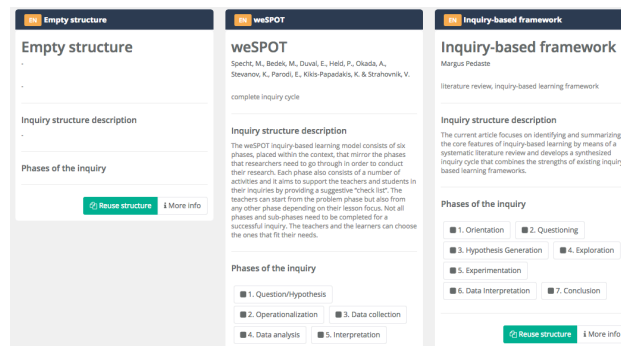 EN Empty structure
Empty structure
-
-
Inquiry structure description
-
Phases of the inquiry
Reuse structure i More info
EN weSPOT
weSPOT
Specht, M., Bedek, M., Duval, E., Held, P., Okada, A.,
Stevanov, K., Parodi, E., Kikis-Papadakis, K. & Strahovnik, V.
complete inquiry cycle
Inquiry structure description
The weSPOT inquiry-based learning model consists of six
phases, placed within the context, that mirror the phases
that researchers need to go through in order to conduct
their research. Each phase also consists of a number of
activities and it aims to support the teachers and students in
their inquiries by providing a suggestive "check list". The
teachers can start from the problem phase but also from
any other phase depending on their lesson focus. Not all
phases and sub-phases need to be completed for a
successful inquiry. The teachers and the learners can choose
the ones that fit their needs.
Phases of the inquiry
1. Question/Hypothesis
2. Operationalization 3. Data collection
4. Data analysis 5. Interpretation
EN Inquiry-based framework
Inquiry-based framework
Margus Pedaste
literature review, inquiry-based learning framework
Inquiry structure description
The current article focuses on identifying and summarizing
the core features of inquiry-based learning by means of a
systematic literature review and develops a synthesized
inquiry cycle that combines the strengths of existing inquiry
based learning frameworks.
Phases of the inquiry
1. Orientation 2. Questioning
3. Hypothesis Generation 4. Exploration
5. Experimentation
6. Data Interpretation 7. Conclusion
Reuse structure i More info